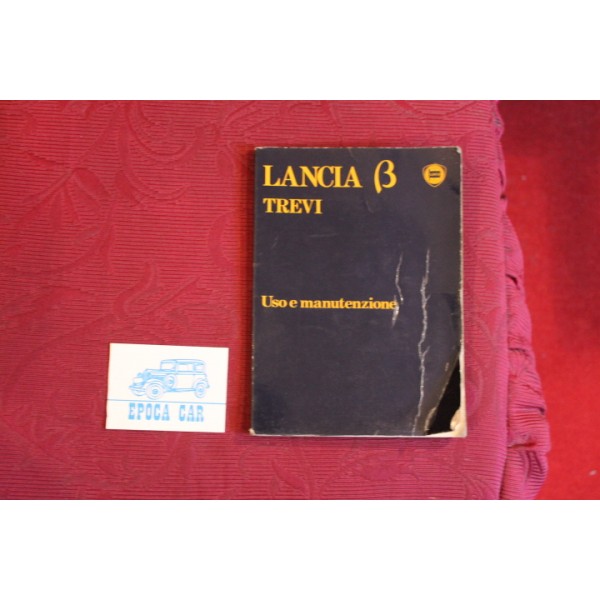 LANCIA β
TREVI
Uso e manutenzione
EPOCA CAR